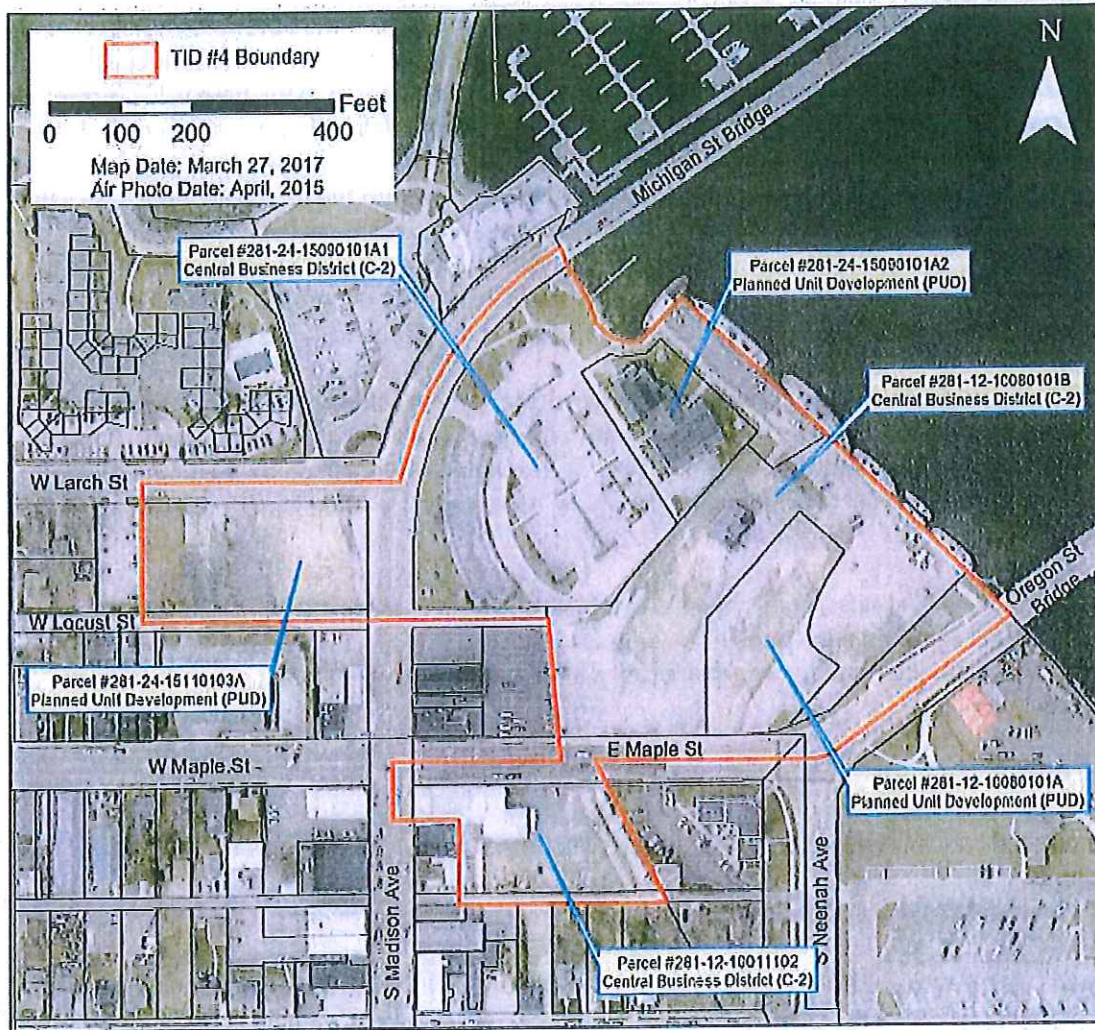 TID #4 Boundary
Feet
0 100 200 400
Map Date: March 27, 2017
Air Photo Date: April, 2015
N
Michigan St Bridge
Parcel #281-24-15090101A1
Central Business District (C-2)
Parcel #281-24-15090101A2
Planned Unit Development (PUD)
Parcel #281-12-10080101B
Central Business District (C-2)
W Larch St
Oregon St
Bridge
W Locust St
Parcel #281-24-15110103A
Planned Unit Development (PUD)
E Maple St
W Maple St
Parcel #281-12-10080101A
Planned Unit Development (PUD)
S Madison Ave
S Neenah Ave
Parcel #281-12-10011102
Central Business District (C-2)